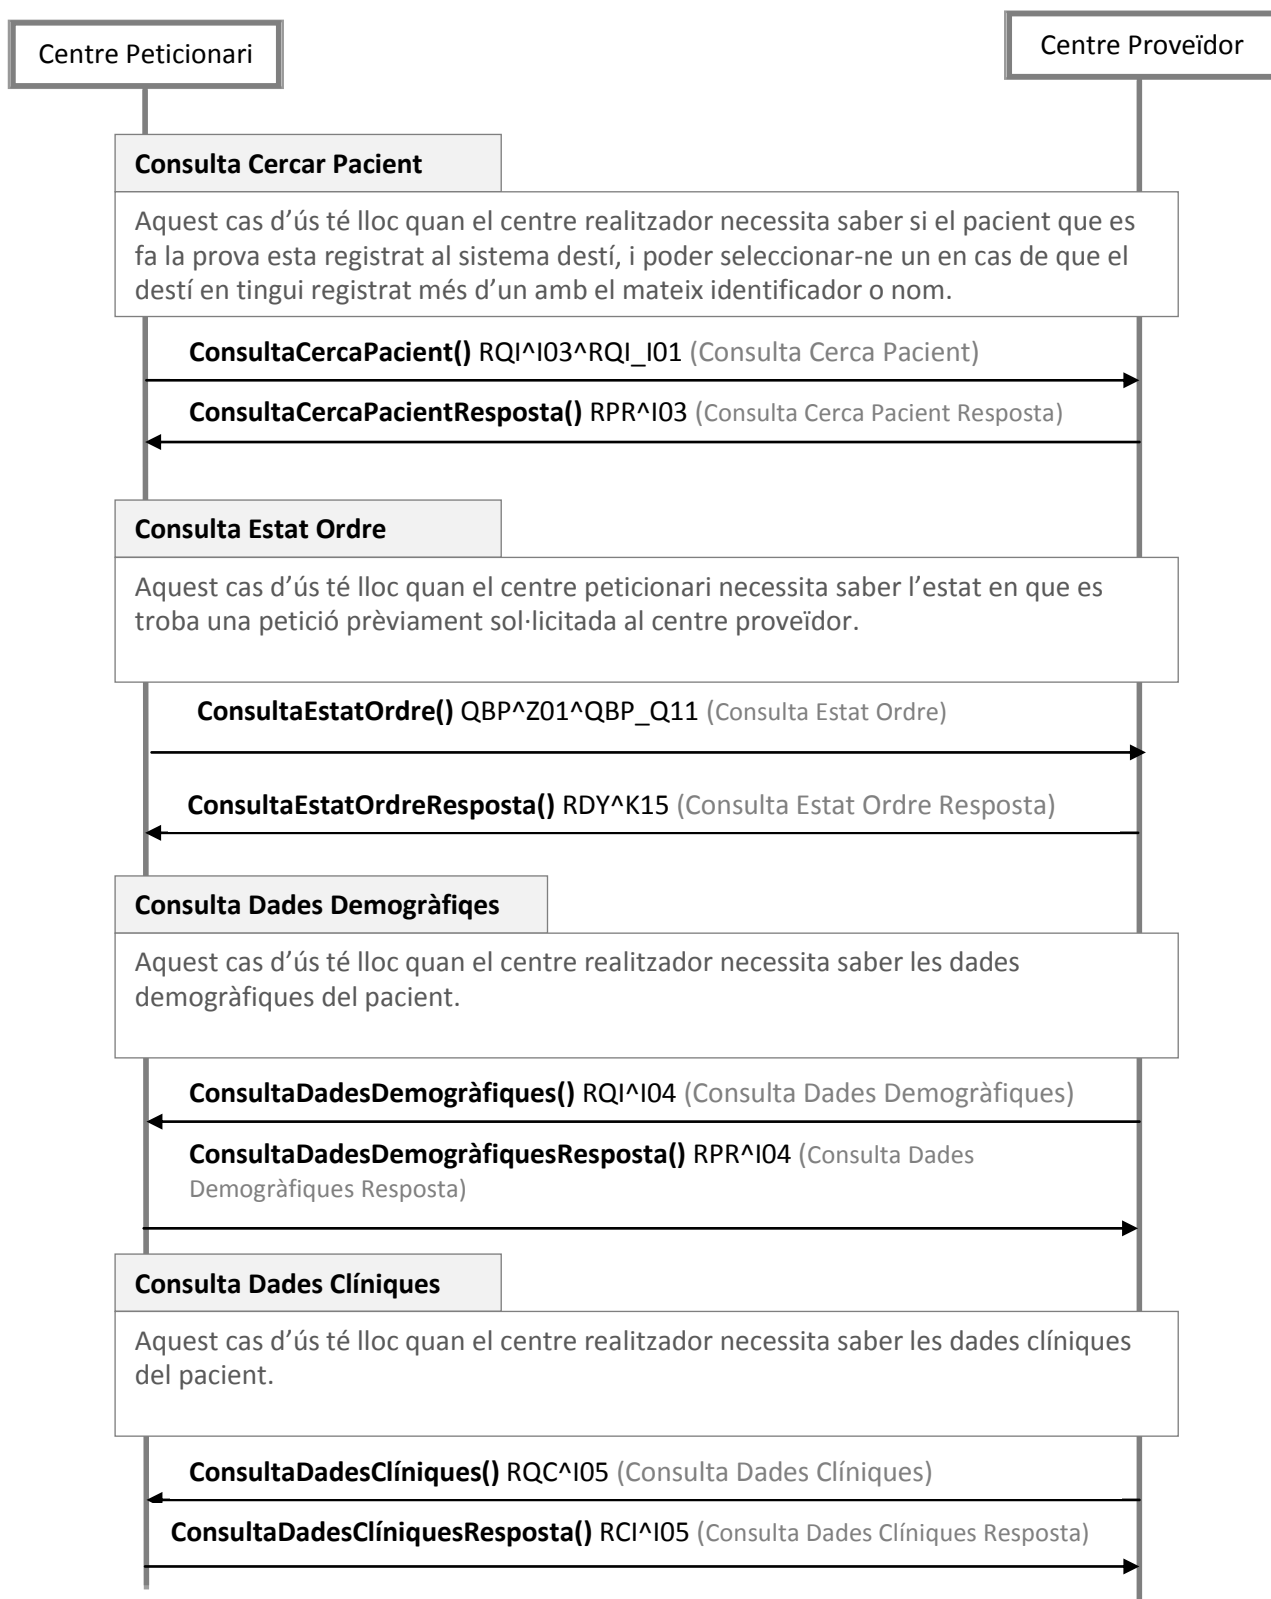 Centre Peticionari
Centre Proveïdor
Consulta Cercar Pacient
Aquest cas d’ús té lloc quan el centre realitzador necessita saber si el pacient que es
fa la prova esta registrat al sistema destí, i poder seleccionar-ne un en cas de que el
destí en tingui registrat més d’un amb el mateix identificador o nom.
ConsultaCercaPacient() RQI^I03^RQI_I01 (Consulta Cerca Pacient)
ConsultaCercaPacientResposta() RPR^I03 (Consulta Cerca Pacient Resposta)
Consulta Estat Ordre
Aquest cas d’ús té lloc quan el centre peticionari necessita saber l’estat en que es
troba una petició prèviament sol·licitada al centre proveïdor.
ConsultaEstatOrdre() QBP^Z01^QBP_Q11 (Consulta Estat Ordre)
ConsultaEstatOrdreResposta() RDY^K15 (Consulta Estat Ordre Resposta)
Consulta Dades Demogràfiqes
Aquest cas d’ús té lloc quan el centre realitzador necessita saber les dades
demogràfiques del pacient.
ConsultaDadesDemogràfiques() RQI^I04 (Consulta Dades Demogràfiques)
ConsultaDadesDemogràfiquesResposta() RPR^I04 (Consulta Dades
Demogràfiques Resposta)
Consulta Dades Clíniques
Aquest cas d’ús té lloc quan el centre realitzador necessita saber les dades clíniques
del pacient.
ConsultaDadesClíniques() RQC^I05 (Consulta Dades Clíniques)
ConsultaDadesClíniquesResposta() RCI^I05 (Consulta Dades Clíniques Resposta)